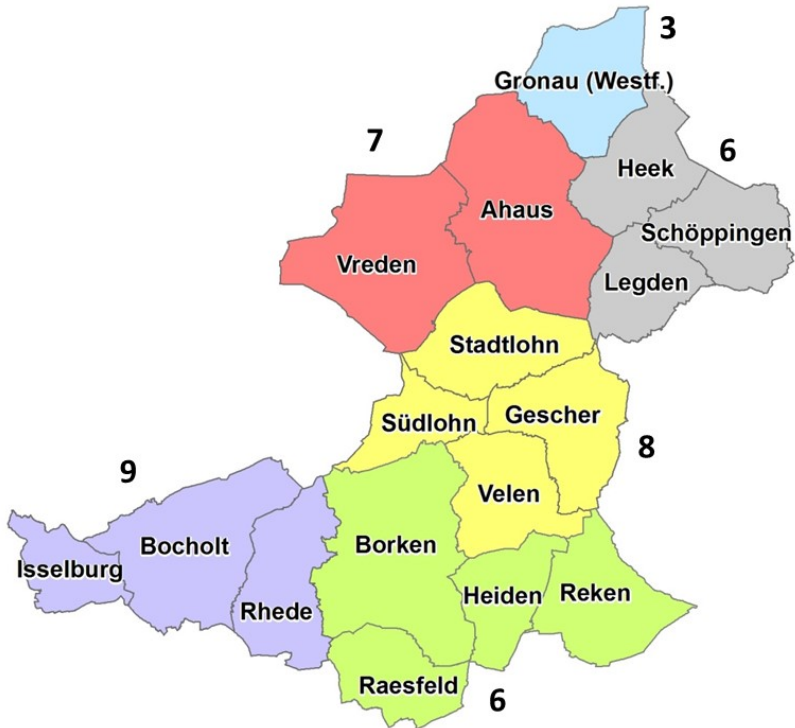 3
Gronau (Westf.)
7
6
Heek
Ahaus
Schöppingen
Vreden
Legden
Stadtlohn
Südlohn
Gescher
8
9
Velen
Bocholt
Borken
Isselburg
Rhede
Heiden
Reken
Raesfeld
6